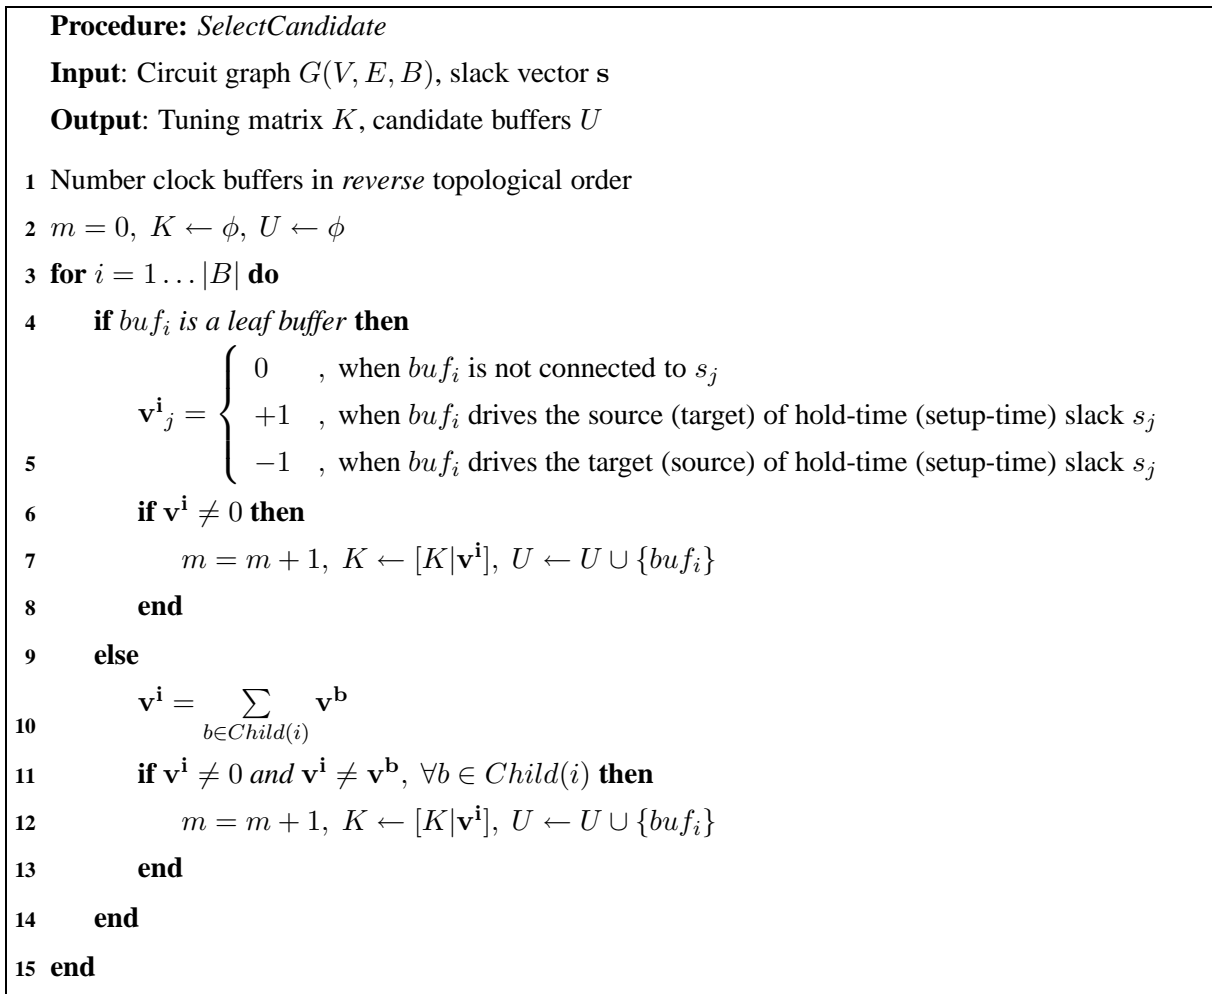 Procedure: SelectCandidate
Input: Circuit graph G(V, E, B), slack vector s
Output: Tuning matrix K, candidate buffers U
1 Number clock buffers in reverse topological order
2 m = 0, K ← ϕ, U ← ϕ
3 for i = 1 . . . |B| do
4 if buf_i is a leaf buffer then
5 v^i_j = { 0 , when buf_i is not connected to s_j
+1 , when buf_i drives the source (target) of hold-time (setup-time) slack s_j
−1 , when buf_i drives the target (source) of hold-time (setup-time) slack s_j
6 if v^i ≠ 0 then
7 m = m + 1, K ← [K|v^i], U ← U ∪ {buf_i}
8 end
9 else
10 v^i = ∑_{b∈Child(i)} v^b
11 if v^i ≠ 0 and v^i ≠ v^b, ∀b ∈ Child(i) then
12 m = m + 1, K ← [K|v^i], U ← U ∪ {buf_i}
13 end
14 end
15 end